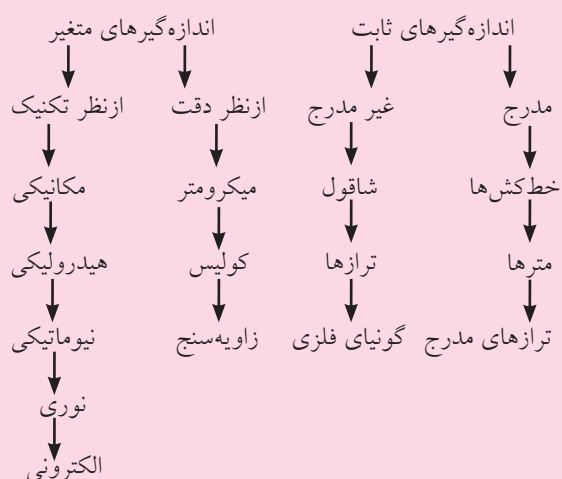 اندازه‌گیرهای ثابت اندازه‌گیرهای متغیر
مدرج غیر مدرج ازنظر دقت ازنظر تکنیک
خط‌کش‌ها شاقول میکرومتر مکانیکی
مترها ترازها کولیس هیدرولیکی
ترازهای مدرج گونیای فلزی زاویه‌سنج نیوماتیکی
نوری
الکترونی